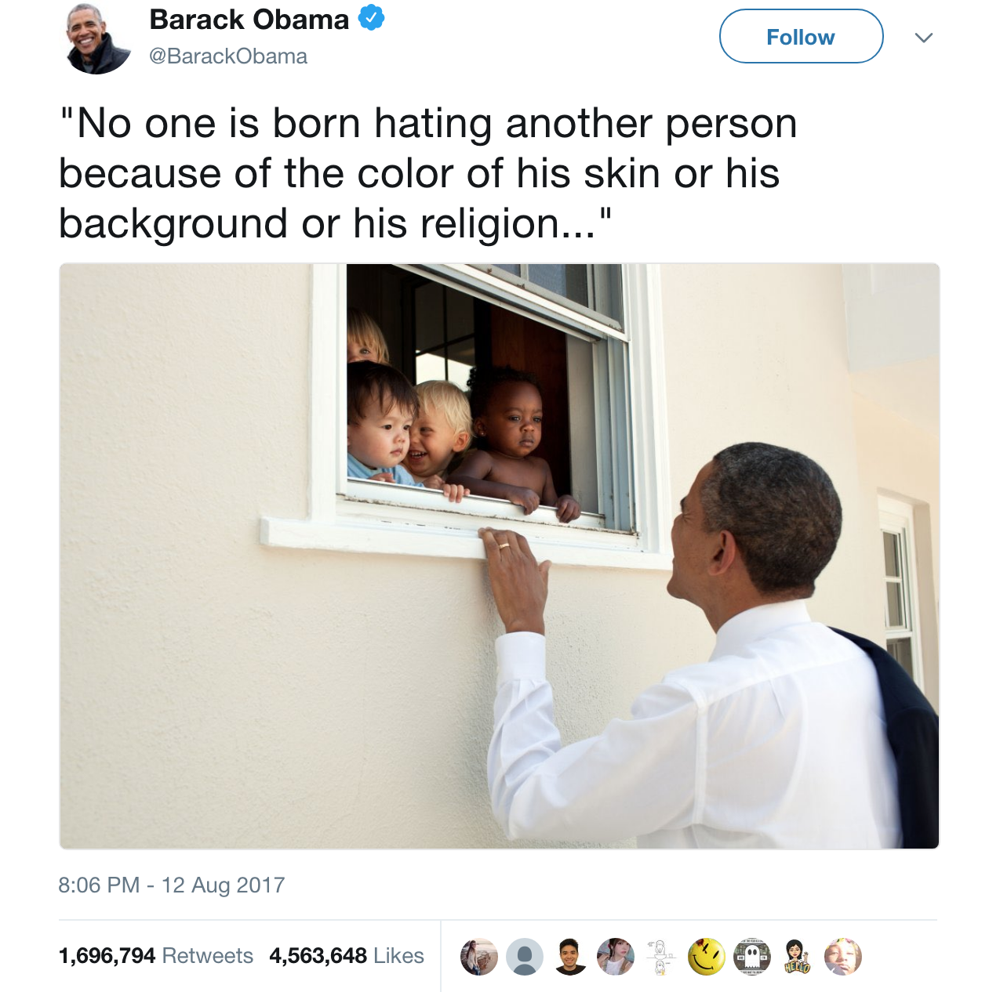 Barack Obama
@BarackObama
Follow
"No one is born hating another person
because of the color of his skin or his
background or his religion..."
8:06 PM - 12 Aug 2017
1,696,794 Retweets 4,563,648 Likes
HELLO